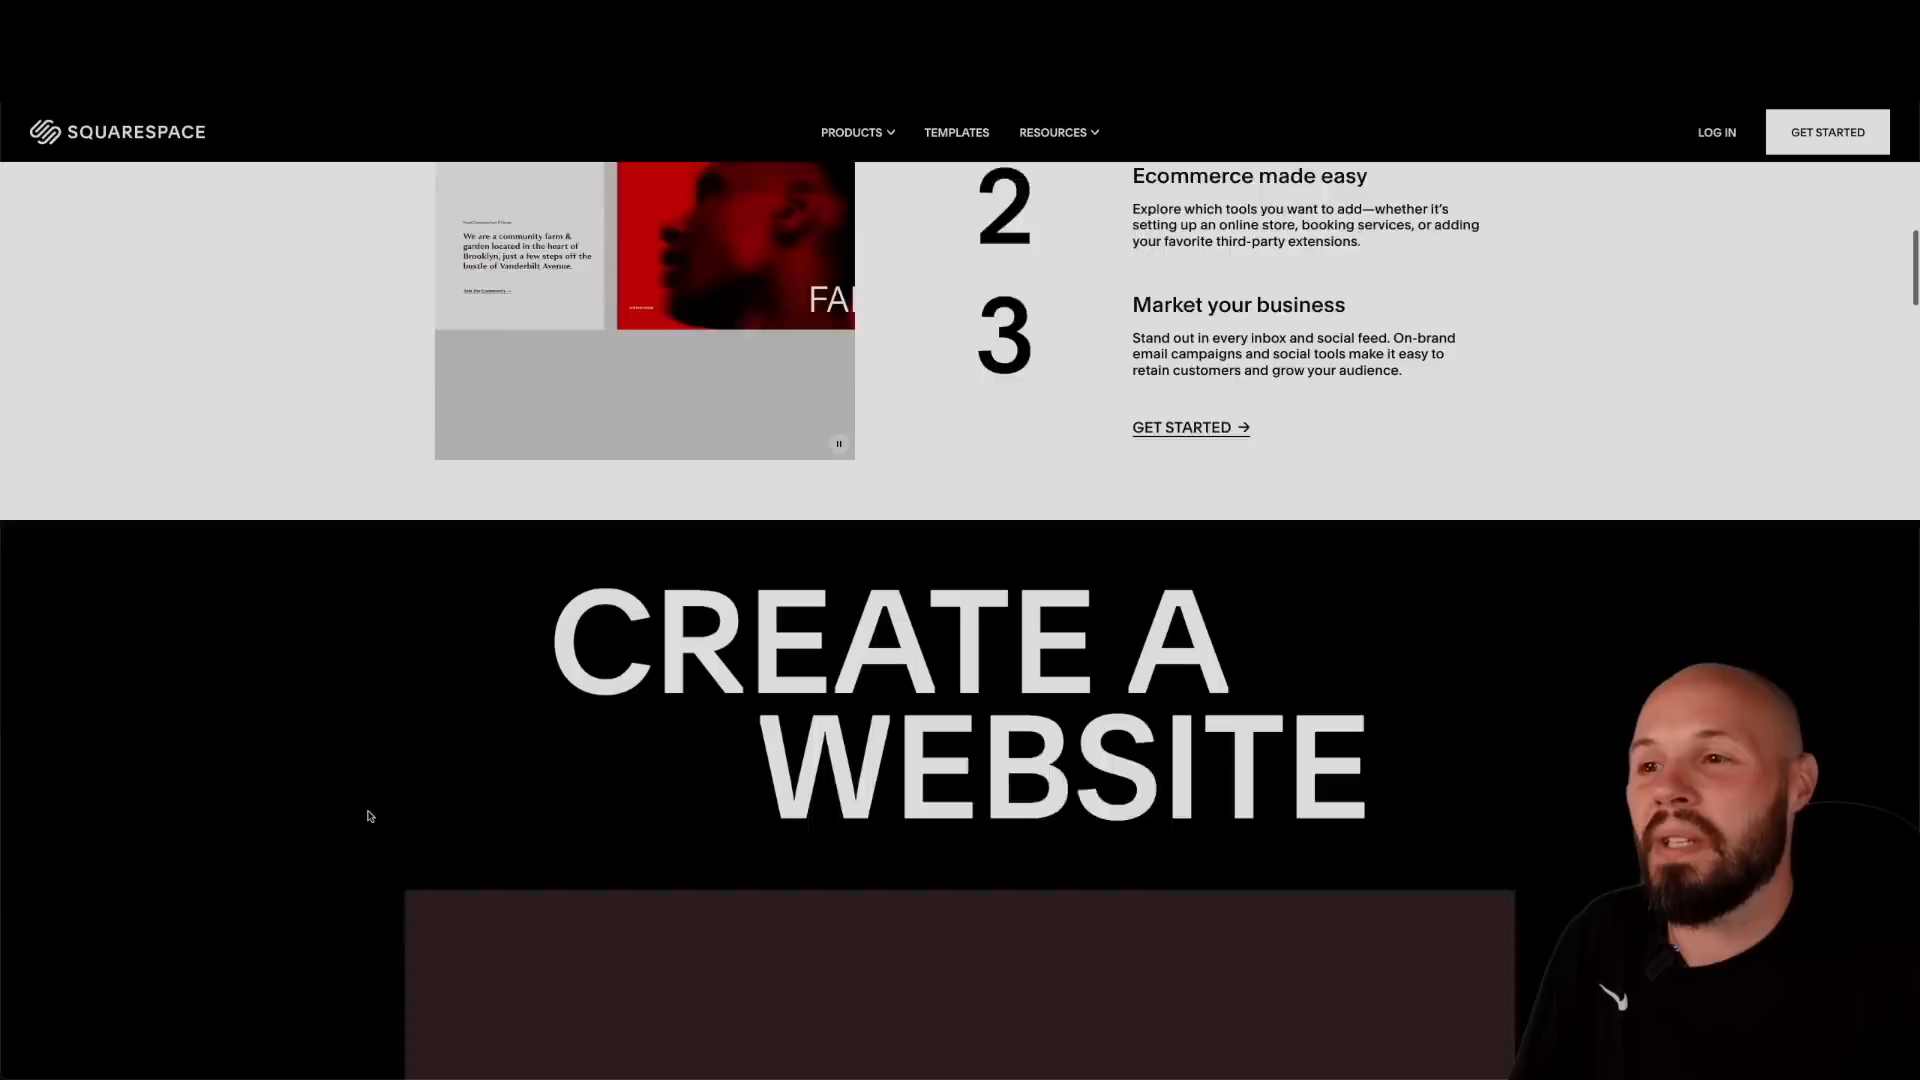 SQUARESPACE
PRODUCTS
TEMPLATES
RESOURCES
LOG IN
GET STARTED
We are a community farm &
garden located in the heart of
Brooklyn, just a few steps off the
bustle of Vanderbilt Avenue.
Join the Community →
FA
2
Ecommerce made easy
Explore which tools you want to add—whether it's
setting up an online store, booking services, or adding
your favorite third-party extensions.
3
Market your business
Stand out in every inbox and social feed. On-brand
email campaigns and social tools make it easy to
retain customers and grow your audience.
GET STARTED →
CREATE A
WEBSITE